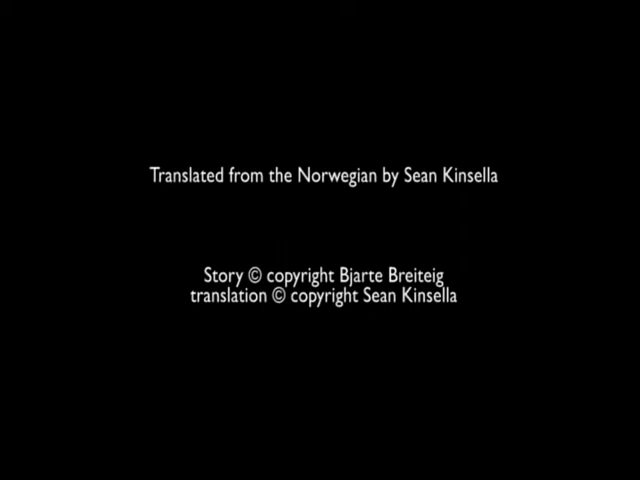 Translated from the Norwegian by Sean Kinsella
Story © copyright Bjarte Breiteig
translation © copyright Sean Kinsella